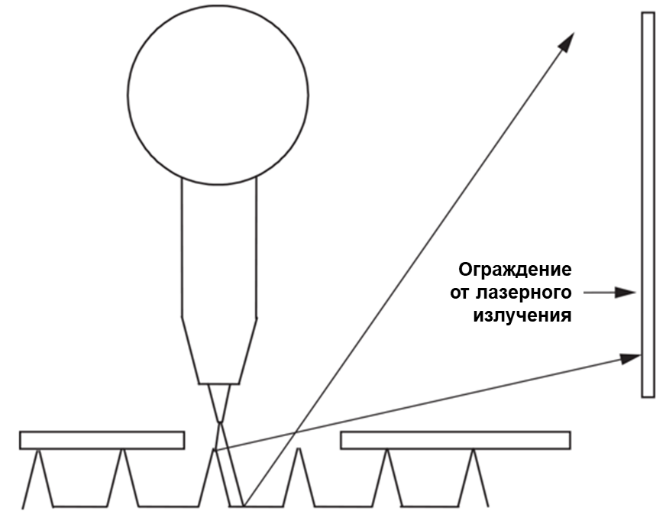 Ограждение
от лазерного
излучения